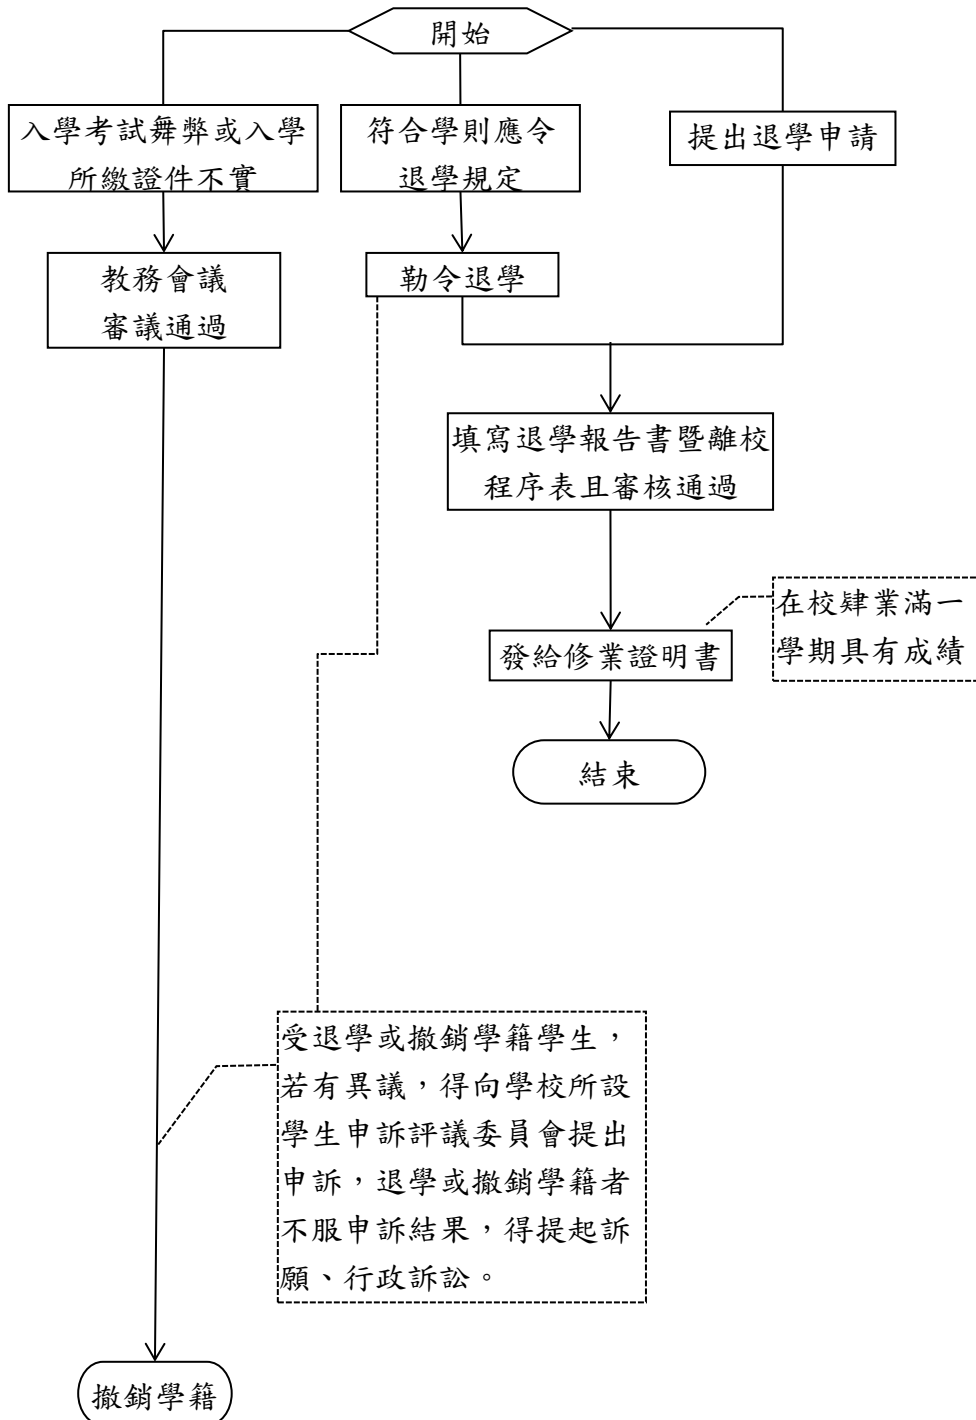 開始
入學考試舞弊或入學
所繳證件不實
符合學則應令
退學規定
提出退學申請
教務會議
審議通過
勒令退學
填寫退學報告書暨離校
程序表且審核通過
在校肄業滿一
學期具有成績
發給修業證明書
結束
受退學或撤銷學籍學生，
若有異議，得向學校所設
學生申訴評議委員會提出
申訴，退學或撤銷學籍者
不服申訴結果，得提起訴
願、行政訴訟。
撤銷學籍